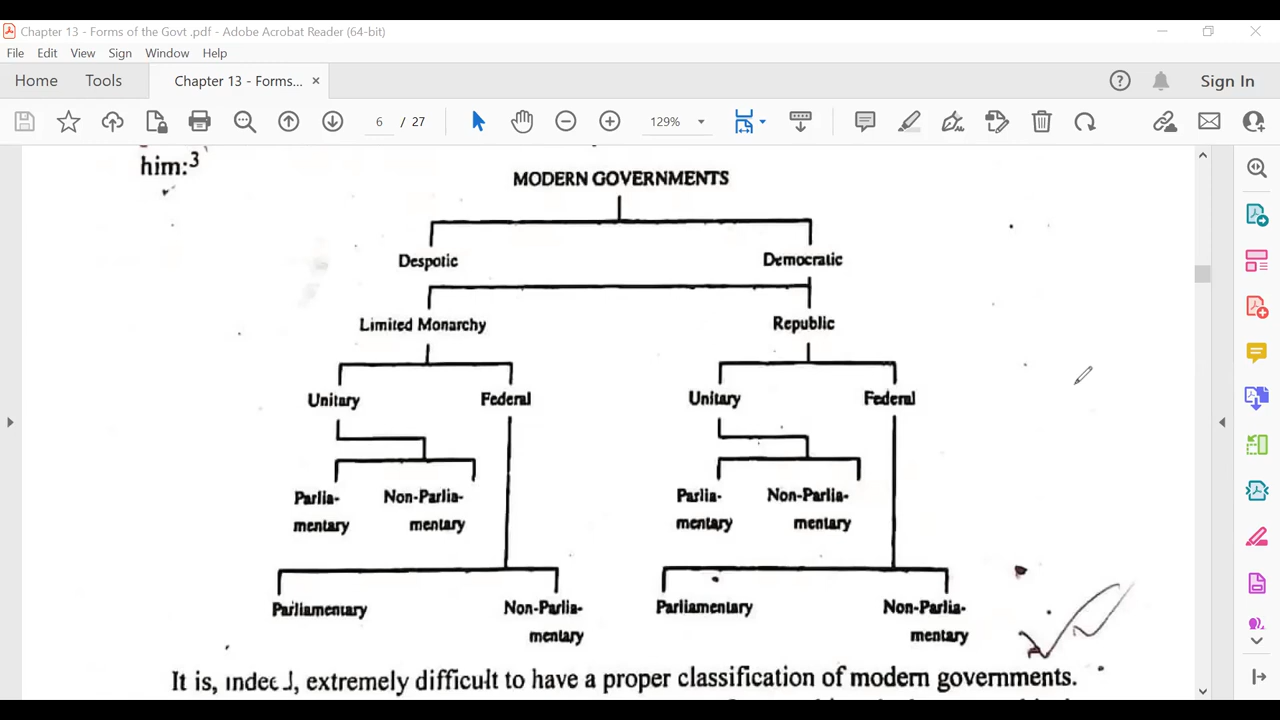 Chapter 13 - Forms of the Govt .pdf - Adobe Acrobat Reader (64-bit)
File Edit View Sign Window Help
Home Tools Chapter 13 - Forms... × Sign In
6 / 27 129%
him:3
MODERN GOVERNMENTS
Despotic Democratic
Limited Monarchy Republic
Unitary Federal Unitary Federal
Parlia- Non-Parlia- Parlia- Non-Parlia-
mentary mentary mentary mentary
Parliamentary Non-Parlia- Parliamentary Non-Parlia-
mentary mentary
It is, indeed, extremely difficult to have a proper classification of modern governments.